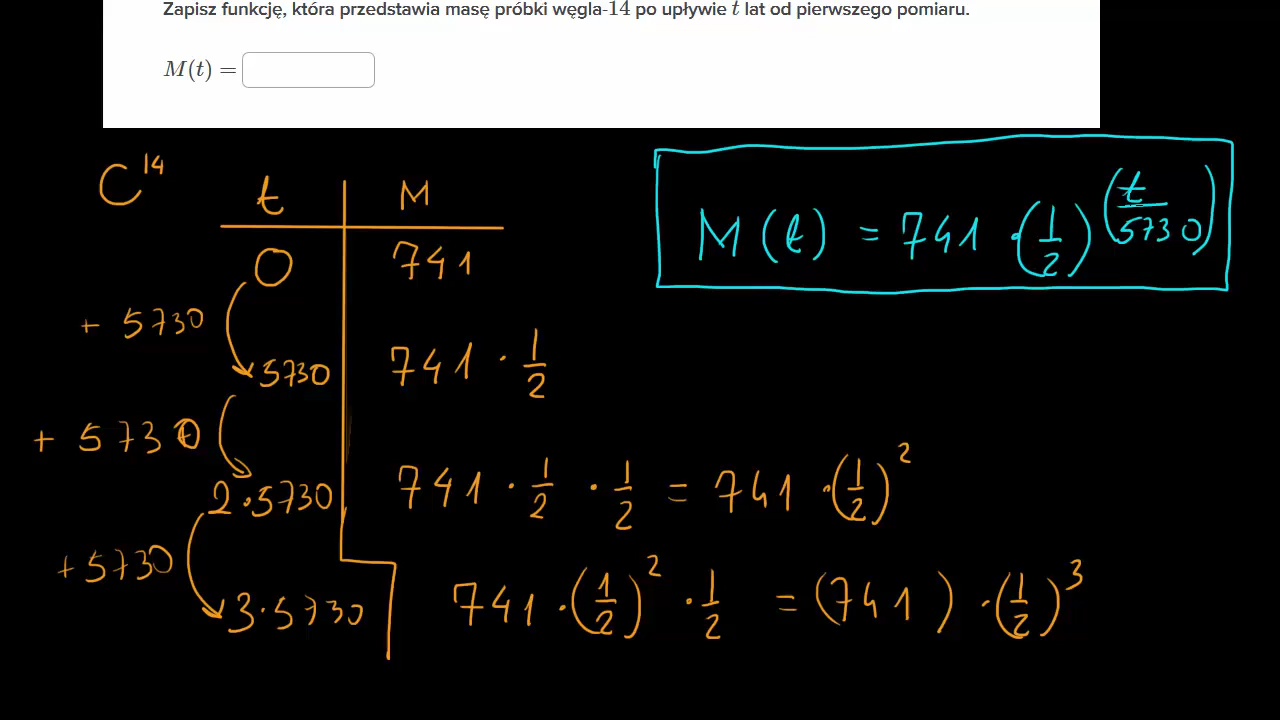 Zapisz funkcję, która przedstawia masę próbki węgla-14 po upływie t lat od pierwszego pomiaru.
M(t) =
C¹⁴
t M
0 741
+ 5730
5730 741 · 1/2
+ 5730
2·5730 741 · 1/2 · 1/2 = 741 · (1/2)²
+5730
3·5730 741 · (1/2)² · 1/2 = (741) · (1/2)³
M(t) = 741 · (1/2)^(t/5730)